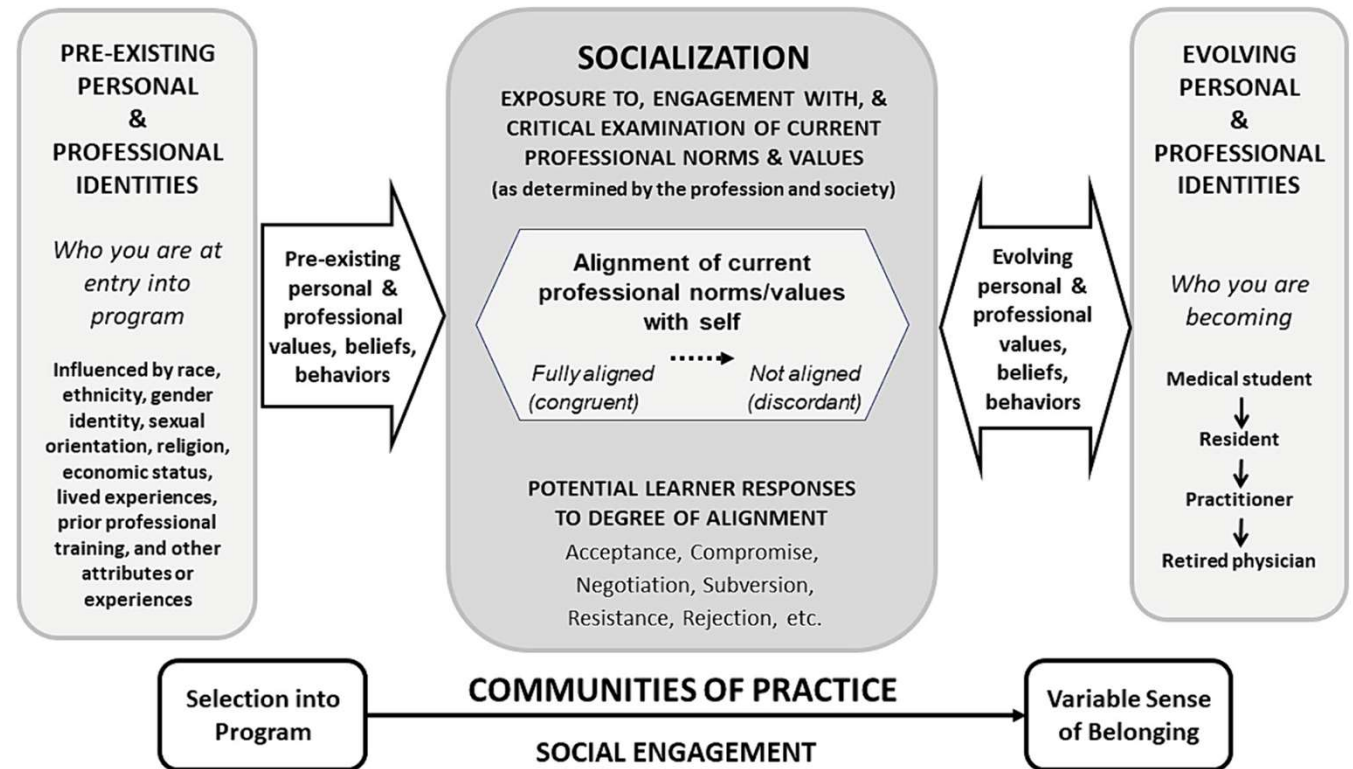 PRE-EXISTING
PERSONAL
&
PROFESSIONAL
IDENTITIES
Who you are at
entry into
program
Influenced by race,
ethnicity, gender
identity, sexual
orientation, religion,
economic status,
lived experiences,
prior professional
training, and other
attributes or
experiences
Pre-existing
personal &
professional
values, beliefs,
behaviors
SOCIALIZATION
EXPOSURE TO, ENGAGEMENT WITH, &
CRITICAL EXAMINATION OF CURRENT
PROFESSIONAL NORMS & VALUES
(as determined by the profession and society)
Alignment of current
professional norms/values
with self
Fully aligned
(congruent)
Not aligned
(discordant)
POTENTIAL LEARNER RESPONSES
TO DEGREE OF ALIGNMENT
Acceptance, Compromise,
Negotiation, Subversion,
Resistance, Rejection, etc.
Evolving
personal &
professional
values,
beliefs,
behaviors
EVOLVING
PERSONAL
&
PROFESSIONAL
IDENTITIES
Who you are
becoming
Medical student
Resident
Practitioner
Retired physician
Selection into
Program
COMMUNITIES OF PRACTICE
SOCIAL ENGAGEMENT
Variable Sense
of Belonging